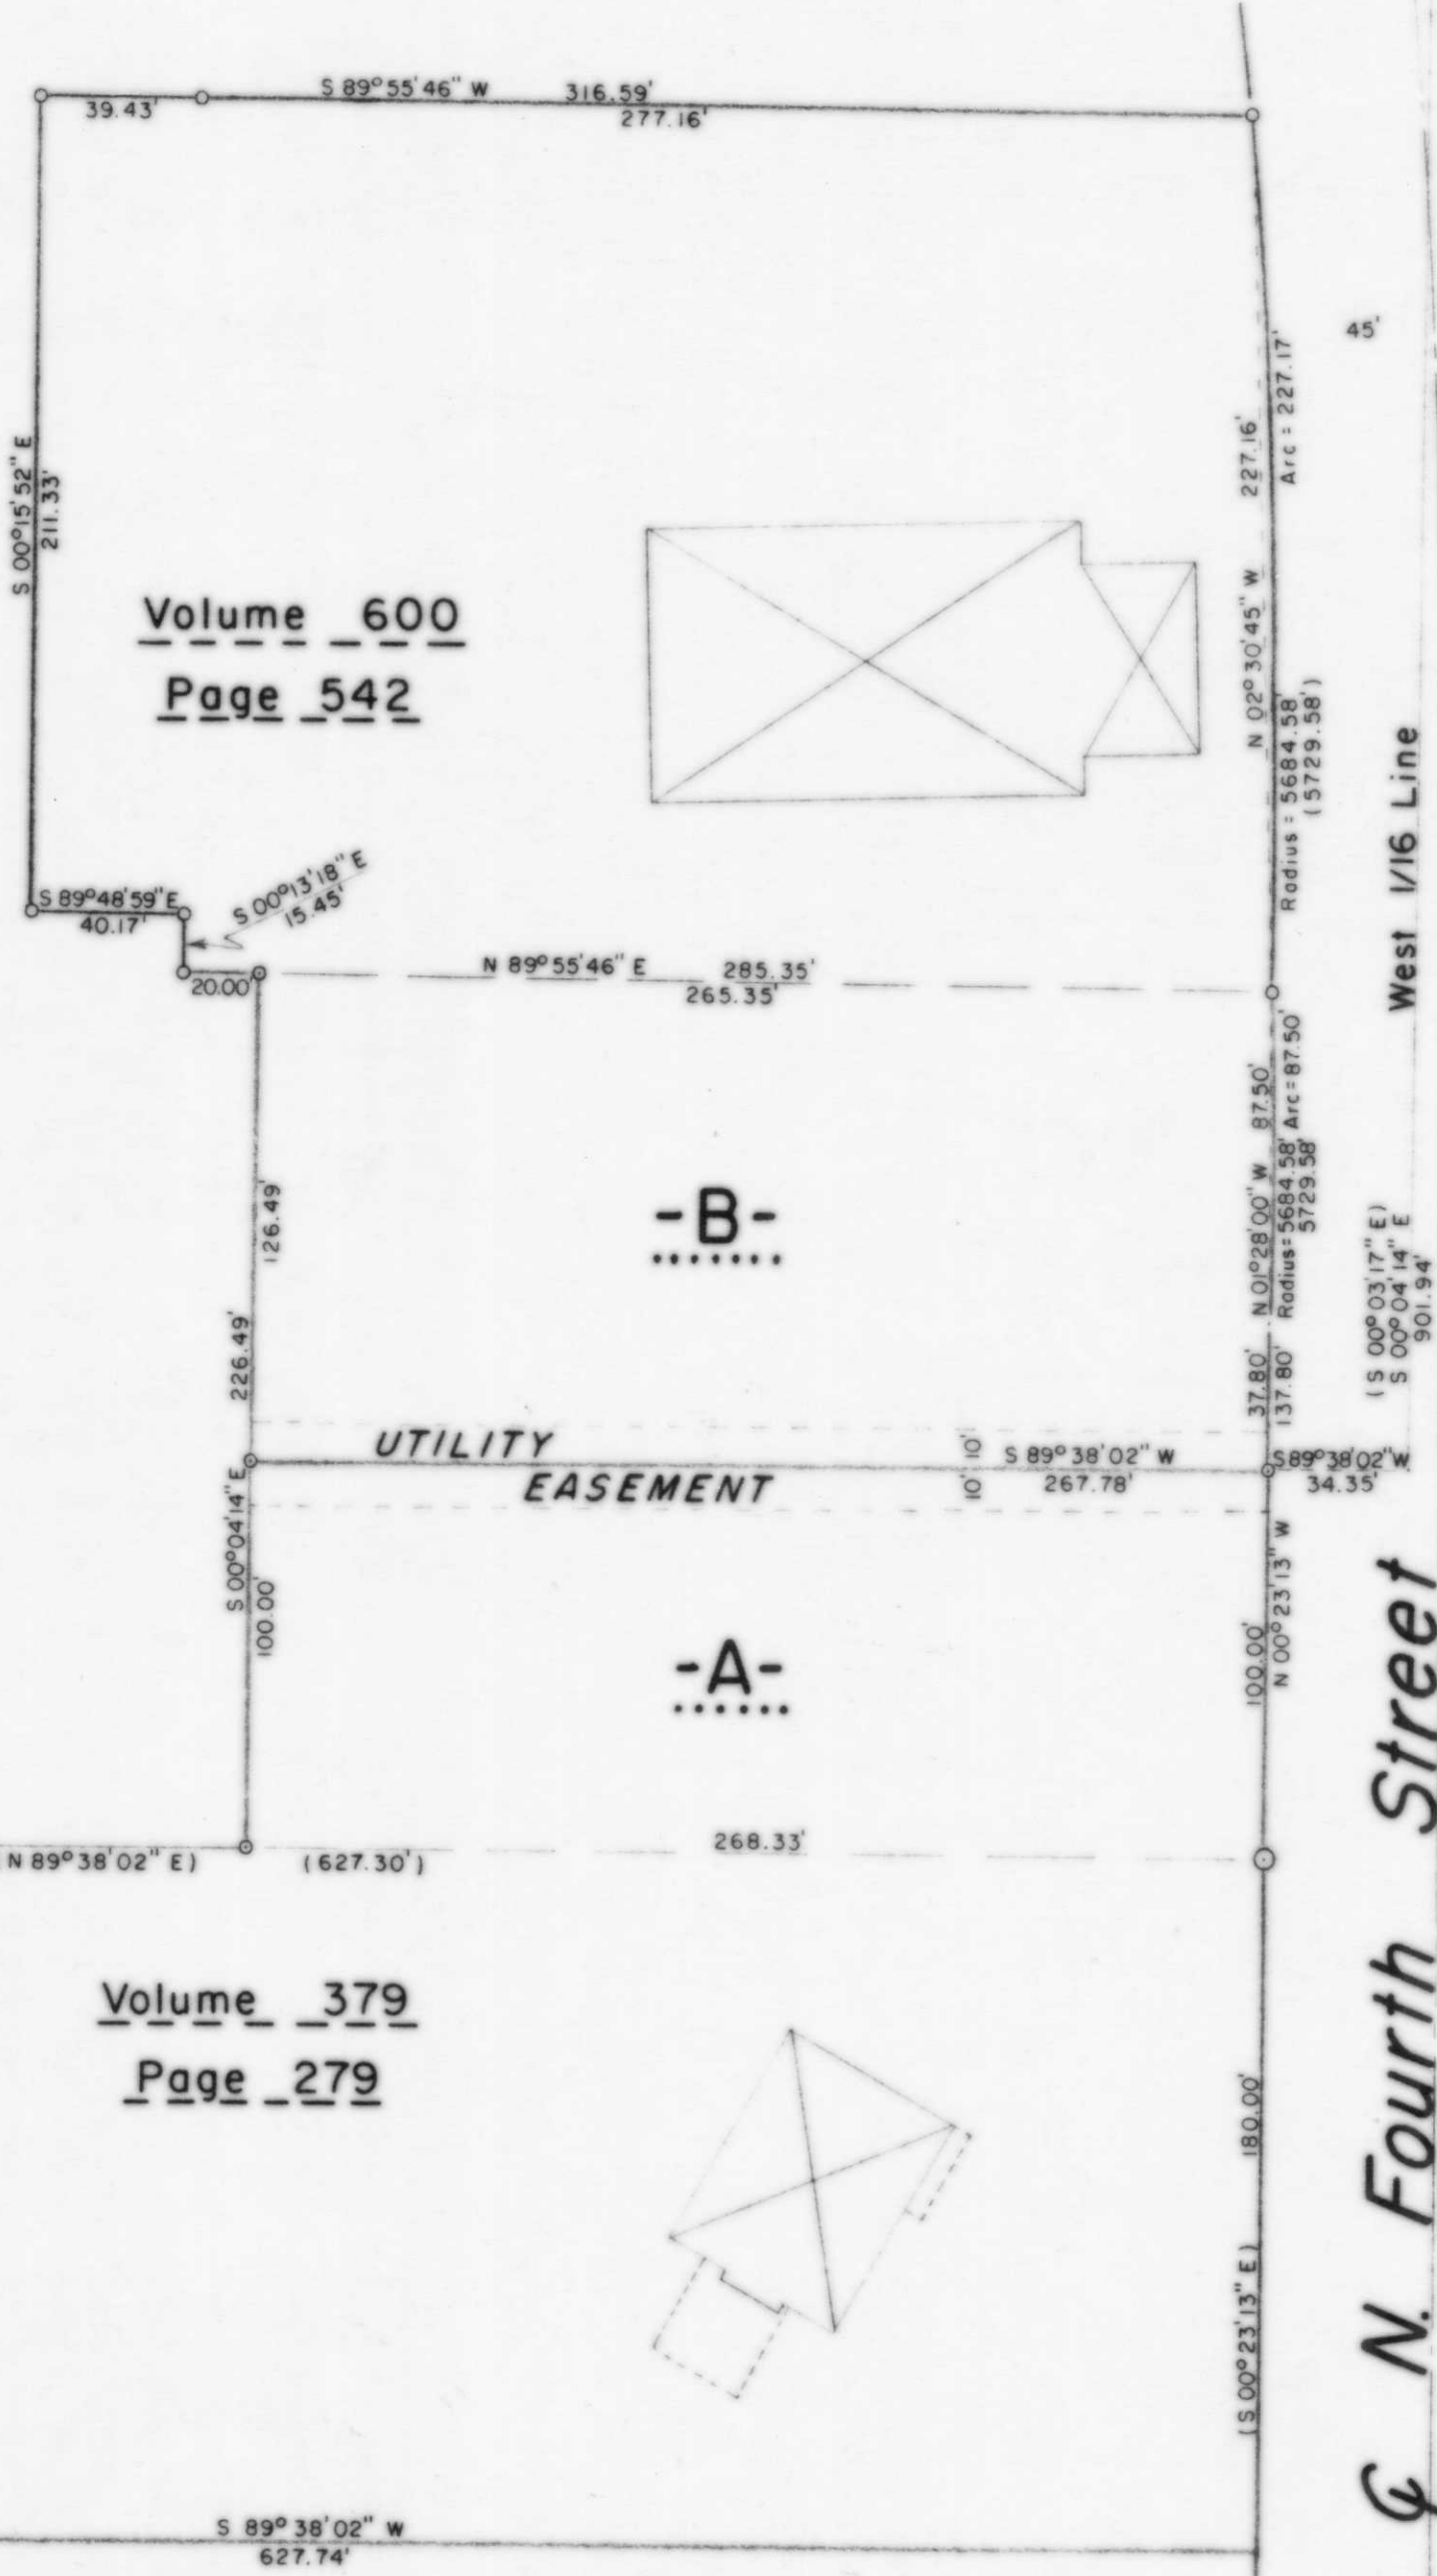 S 89°55'46" W 316.59'
39.43' 277.16'
45'
Arc = 227.17'
227.16'
N 02°30'45" W
Radius = 5684.58'
(5729.58')
S 00°15'52" E
211.33'
Volume 600
Page 542
West 1/16 Line
S 89°48'59" E
40.17'
S 00°13'18" E
15.45'
20.00'
N 89°55'46" E 285.35'
265.35'
N 01°28'00" W 87.50'
Radius=5684.58' Arc=87.50'
5729.58'
126.49'
226.49'
-B-
37.80'
137.80'
(S 00°03'17" E)
S 00°04'14" E
901.94'
UTILITY
EASEMENT
10'
10'
S 89°38'02" W
267.78'
S 89°38'02" W
34.35'
S 00°04'14" E
100.00'
-A-
100.00'
N 00°23'13" W
268.33'
(N 89°38'02" E) (627.30')
Volume 379
Page 279
180.00'
(S 00°23'13" E)
℄ N. Fourth Street
S 89°38'02" W
627.74'